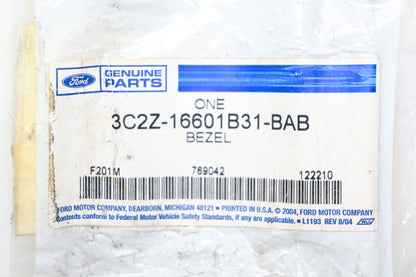 Ford
GENUINE
PARTS
ONE
3C2Z-16601B31-BAB
BEZEL
F201M 769042 122210
FORD MOTOR COMPANY, DEARBORN, MICHIGAN 48121 • PRINTED IN U.S.A. © 2004, FORD MOTOR COMPANY
Contents conform to Federal Motor Vehicle Safety Standards, if any are applicable. • L1193 REV 8/04